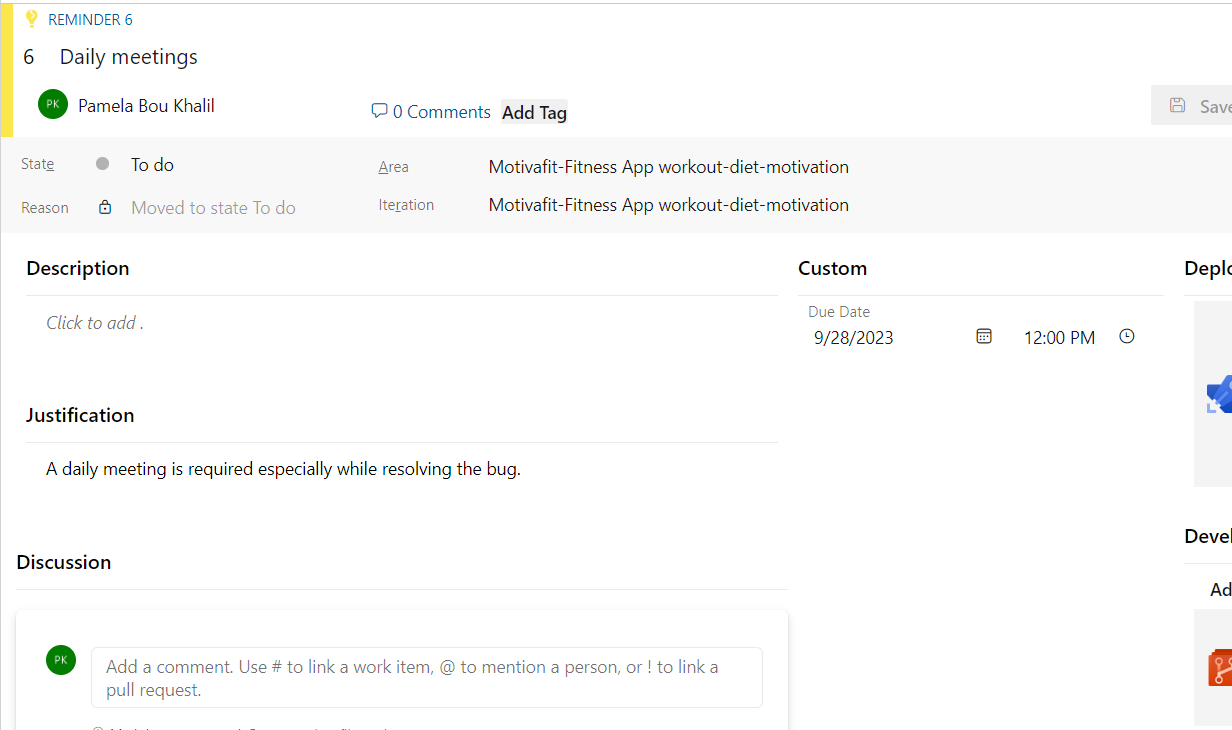 REMINDER 6
6 Daily meetings
PK Pamela Bou Khalil
0 Comments Add Tag
Save
State To do
Area Motivafit-Fitness App workout-diet-motivation
Reason Moved to state To do
Iteration Motivafit-Fitness App workout-diet-motivation
Description
Click to add .
Custom
Due Date
9/28/2023 12:00 PM
Justification
A daily meeting is required especially while resolving the bug.
Discussion
PK
Add a comment. Use # to link a work item, @ to mention a person, or ! to link a
pull request.
Deplo
Devel
Ad